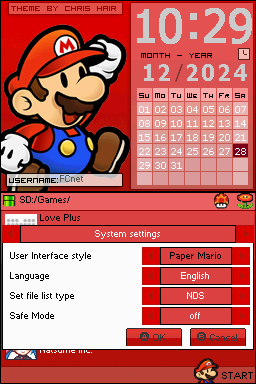 THEME BY CHRIS HAIR
M
10:29
MONTH - YEAR
12/2024
Su Mo Tu We Th Fr Sa
01 02 03 04 05 06 07
08 09 10 11 12 13 14
15 16 17 18 19 20 21
22 23 24 25 26 27 28
29 30 31
USERNAME: FCnet
SD:/Games/
Love Plus
System settings
User Interface style Paper Mario
Language English
Set file list type NDS
Safe Mode off
A OK B Cancel
Natsume Inc.
START